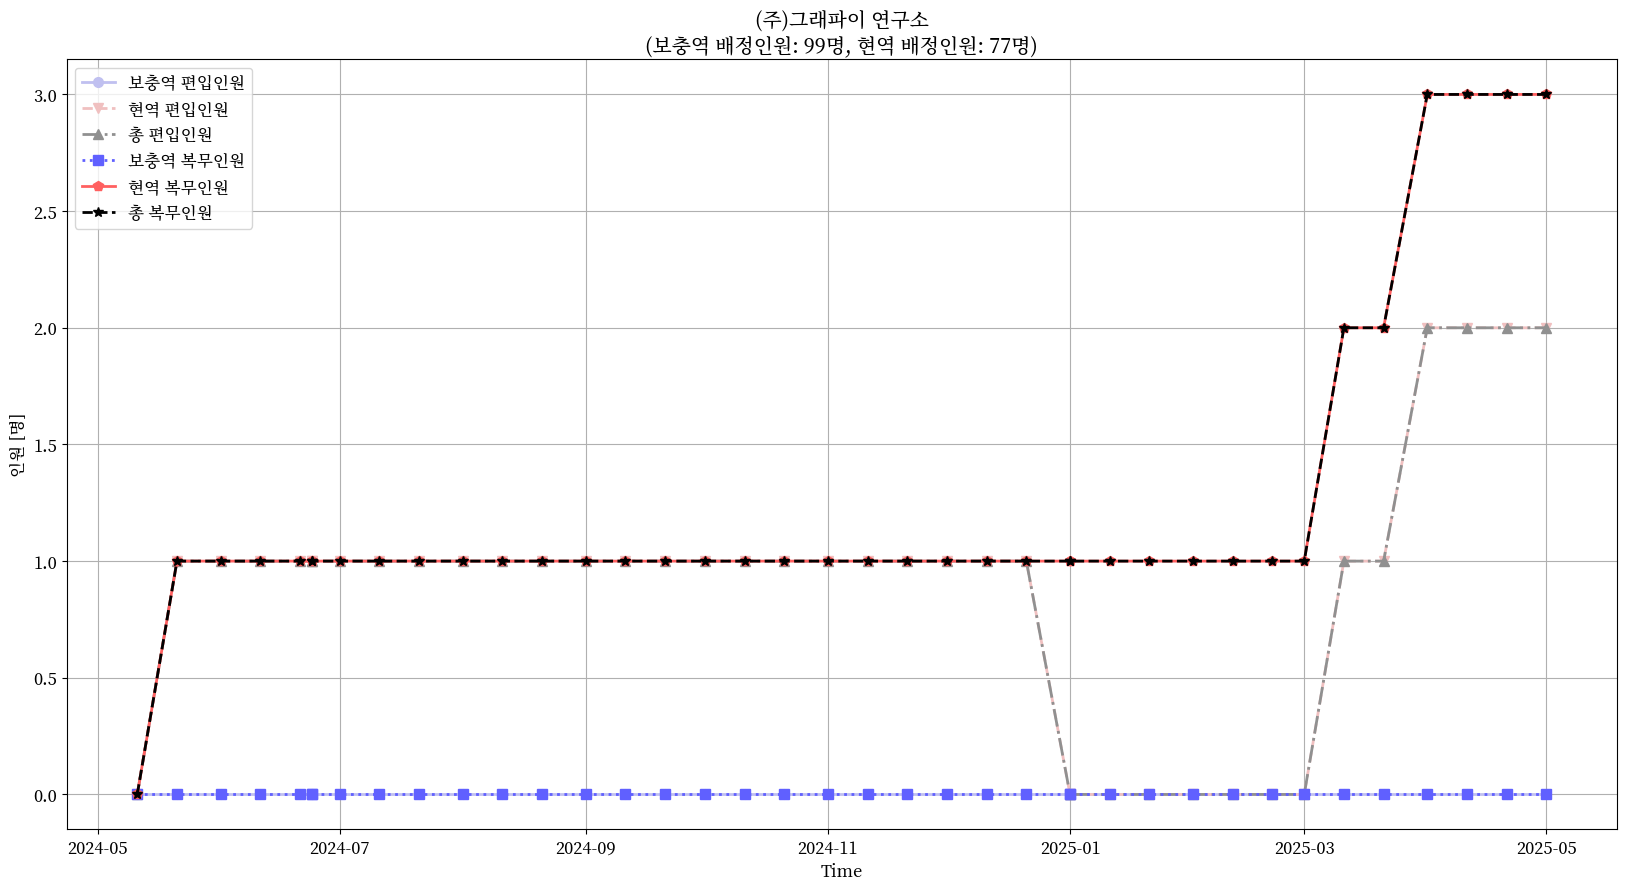 (주)그래파이 연구소
(보충역 배정인원: 99명, 현역 배정인원: 77명)
보충역 편입인원
현역 편입인원
총 편입인원
보충역 복무인원
현역 복무인원
총 복무인원
3.0
2.5
2.0
1.5
1.0
0.5
0.0
인원 [명]
2024-05 2024-07 2024-09 2024-11 2025-01 2025-03 2025-05
Time